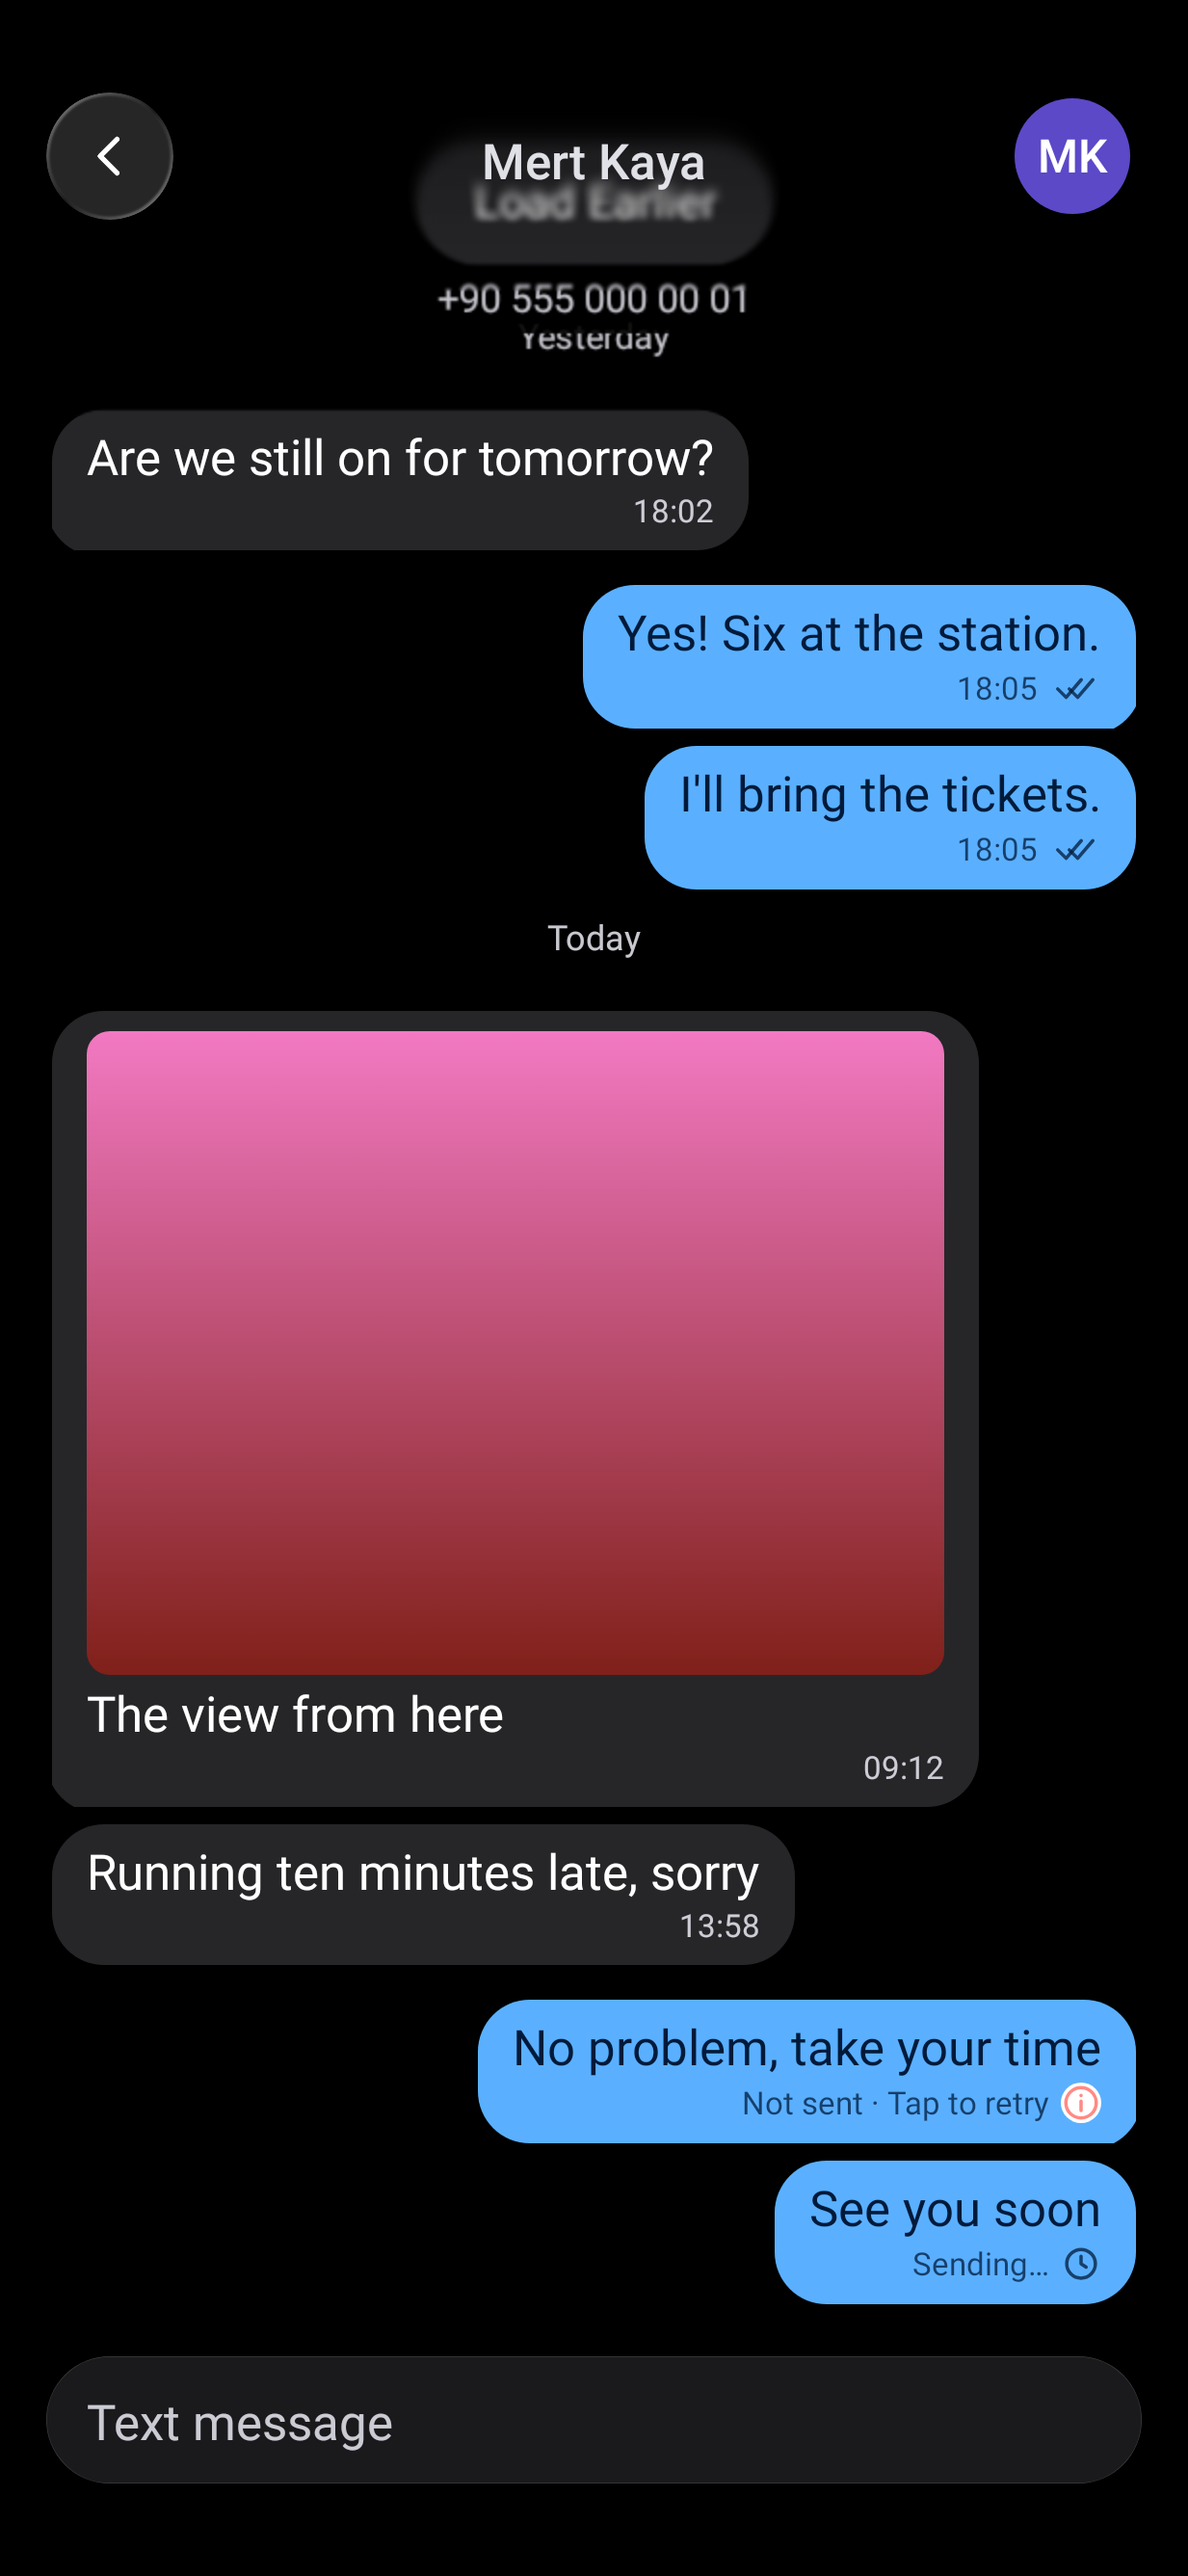 Mert Kaya
MK
Load Earlier
+90 555 000 00 01
Yesterday
Are we still on for tomorrow?
18:02
Yes! Six at the station.
18:05
I'll bring the tickets.
18:05
Today
The view from here
09:12
Running ten minutes late, sorry
13:58
No problem, take your time
Not sent · Tap to retry
See you soon
Sending...
Text message